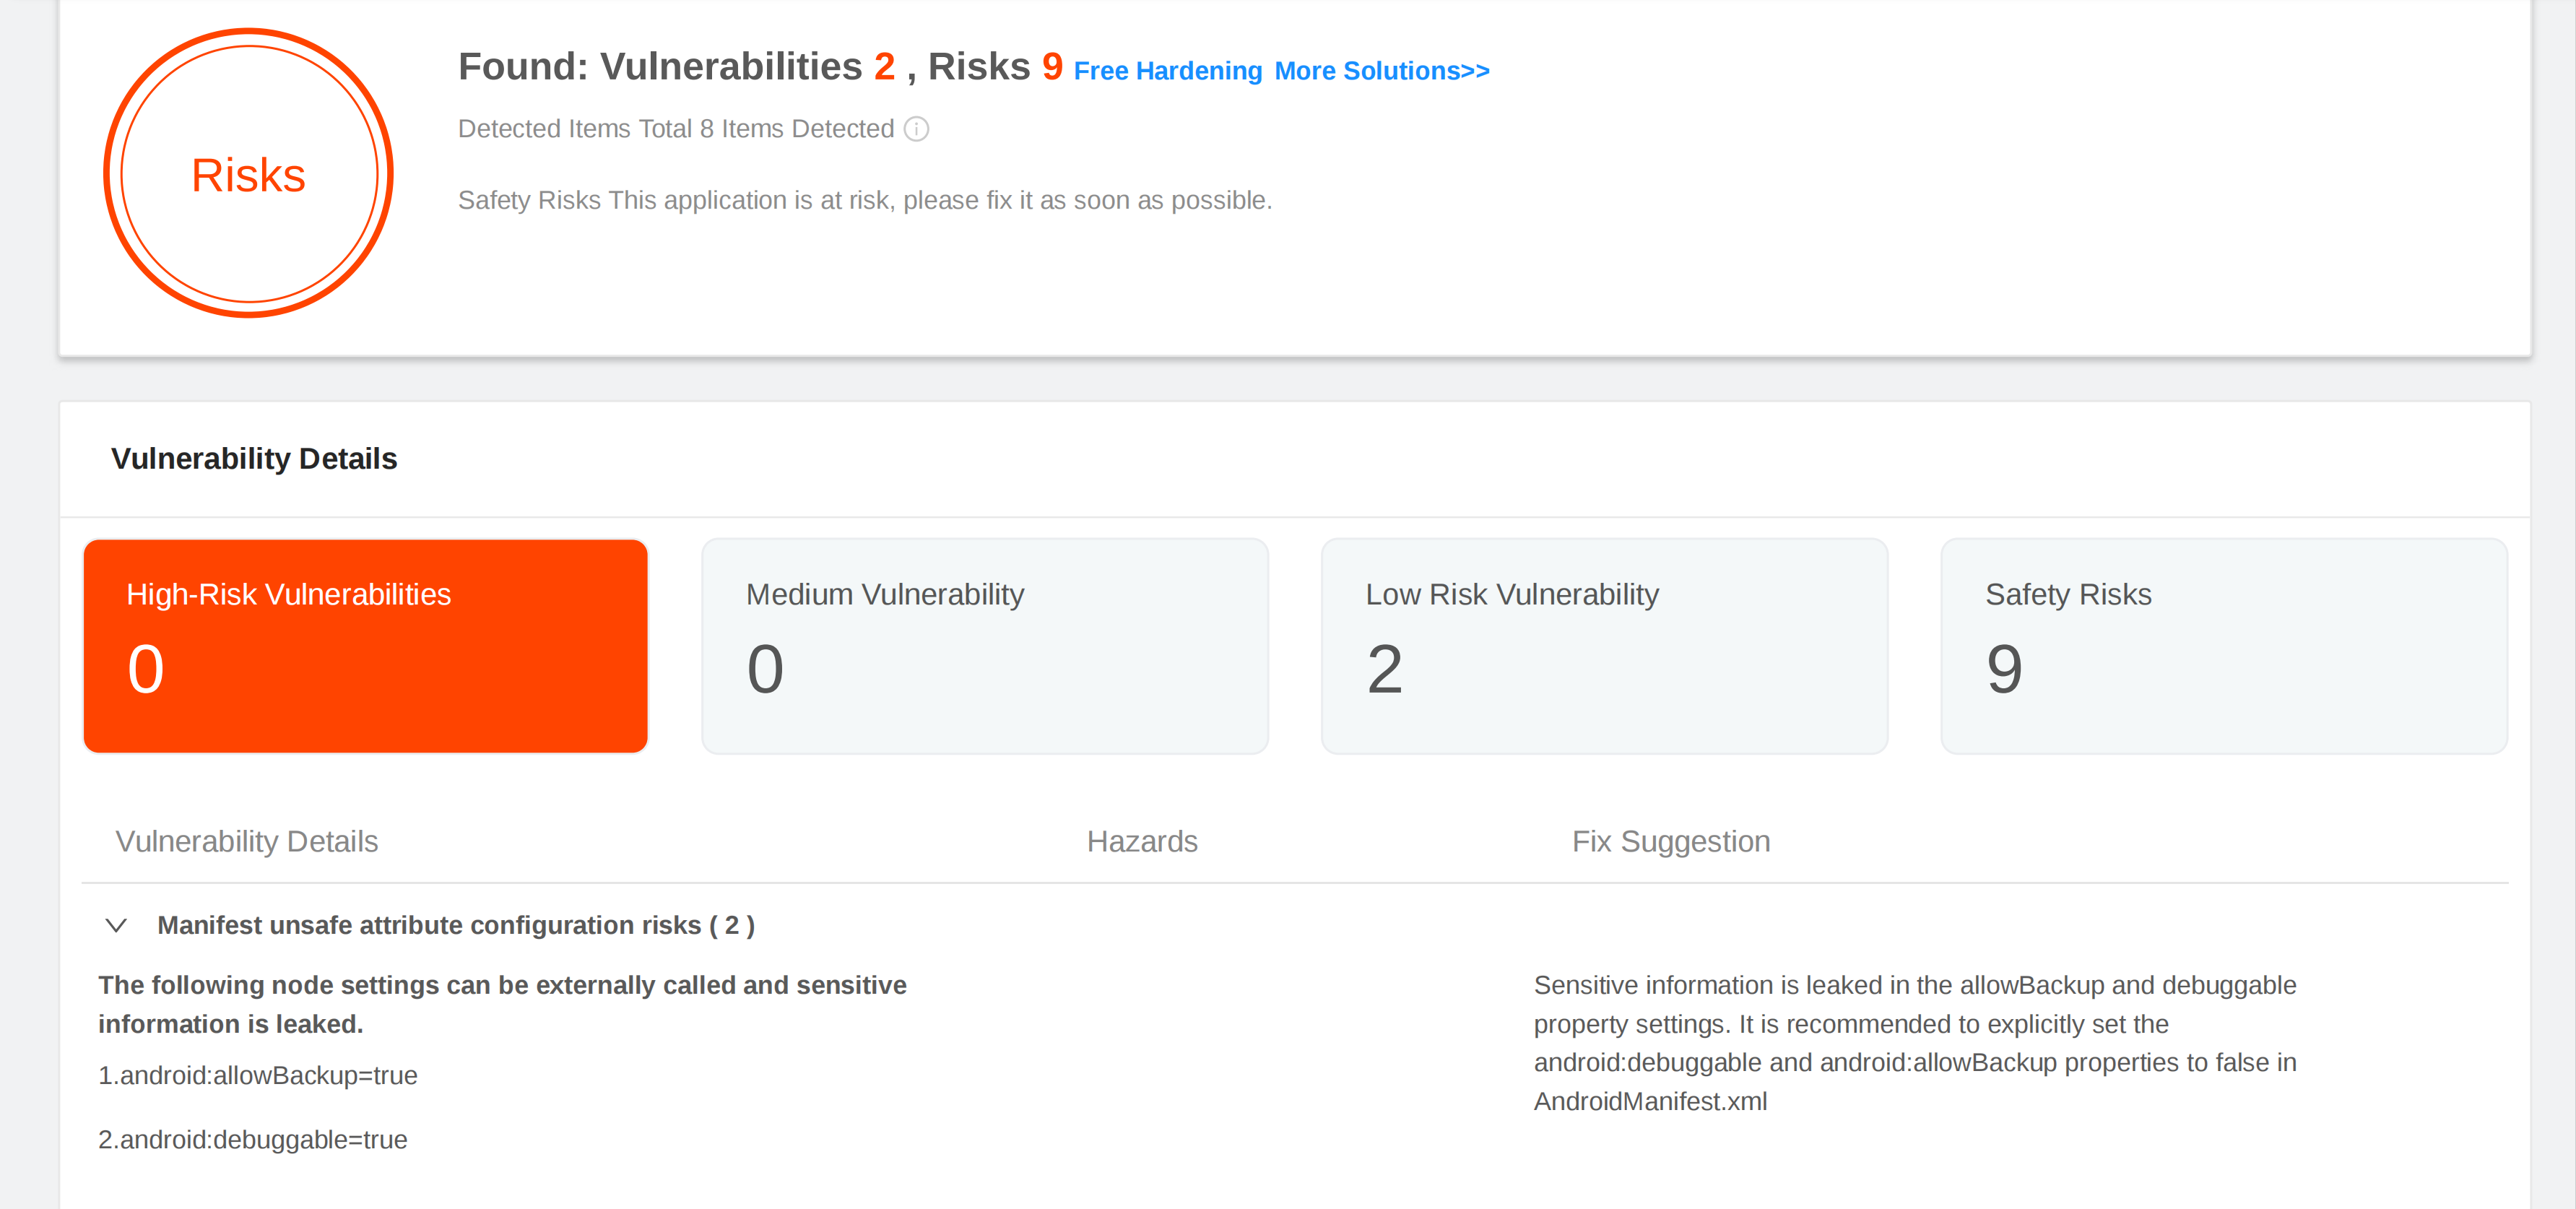 Risks
Found: Vulnerabilities 2 , Risks 9 Free Hardening More Solutions>>
Detected Items Total 8 Items Detected
Safety Risks This application is at risk, please fix it as soon as possible.
Vulnerability Details
High-Risk Vulnerabilities
0
Medium Vulnerability
0
Low Risk Vulnerability
2
Safety Risks
9
Vulnerability Details Hazards Fix Suggestion
Manifest unsafe attribute configuration risks ( 2 )
The following node settings can be externally called and sensitive
information is leaked.
1.android:allowBackup=true
2.android:debuggable=true
Sensitive information is leaked in the allowBackup and debuggable
property settings. It is recommended to explicitly set the
android:debuggable and android:allowBackup properties to false in
AndroidManifest.xml